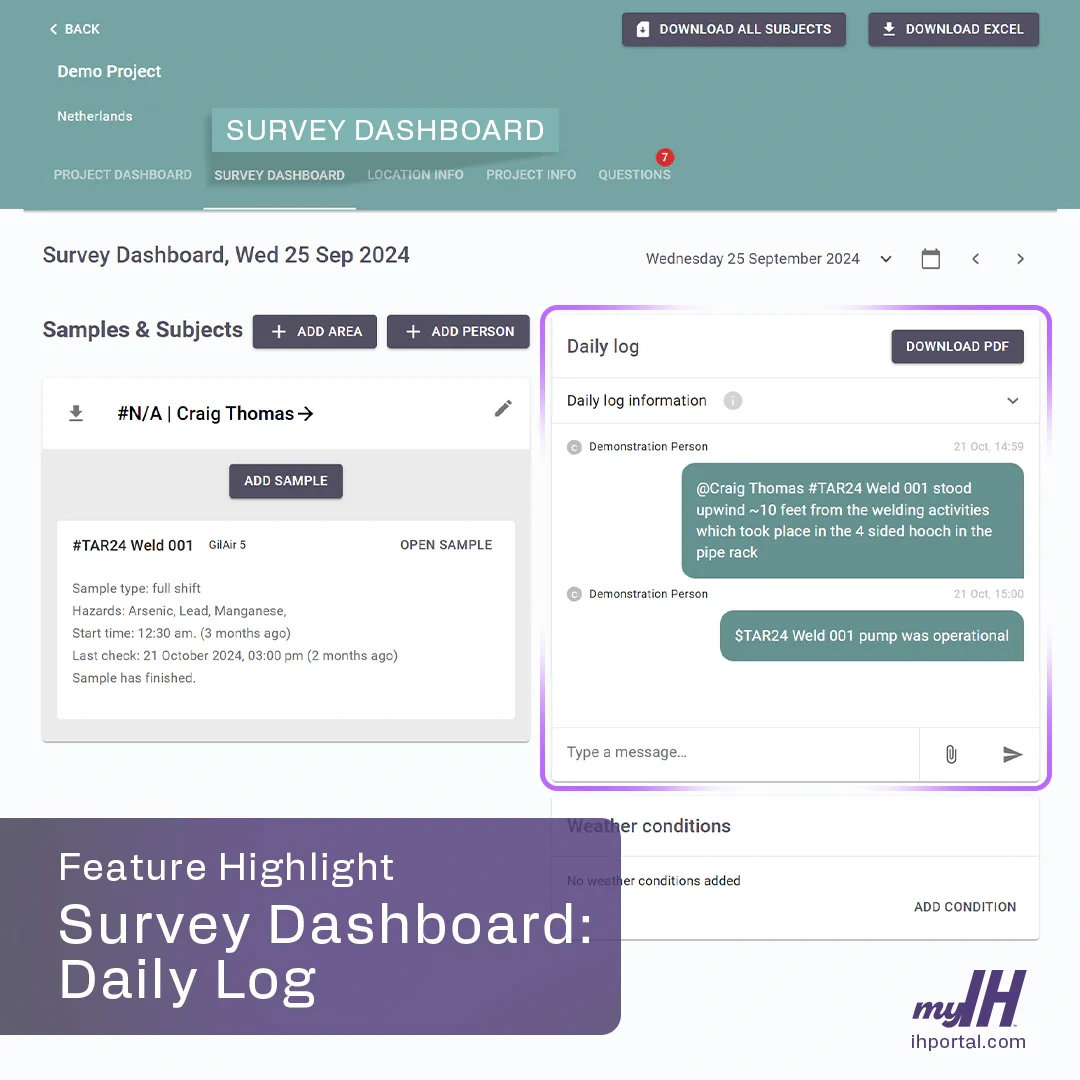 BACK
DOWNLOAD ALL SUBJECTS
DOWNLOAD EXCEL
Demo Project
Netherlands
SURVEY DASHBOARD
7
PROJECT DASHBOARD
SURVEY DASHBOARD
LOCATION INFO
PROJECT INFO
QUESTIONS
Survey Dashboard, Wed 25 Sep 2024
Wednesday 25 September 2024
Samples & Subjects
ADD AREA
ADD PERSON
#N/A | Craig Thomas
ADD SAMPLE
#TAR24 Weld 001
GilAir 5
OPEN SAMPLE
Sample type: full shift
Hazards: Arsenic, Lead, Manganese,
Start time: 12:30 am. (3 months ago)
Last check: 21 October 2024, 03:00 pm (2 months ago)
Sample has finished.
Daily log
DOWNLOAD PDF
Daily log information
i
C
Demonstration Person
21 Oct, 14:59
@Craig Thomas #TAR24 Weld 001 stood
upwind ~10 feet from the welding activities
which took place in the 4 sided hooch in the
pipe rack
C
Demonstration Person
21 Oct, 15:00
$TAR24 Weld 001 pump was operational
Type a message...
Weather conditions
No weather conditions added
ADD CONDITION
Feature Highlight
Survey Dashboard:
Daily Log
myIH™
ihportal.com